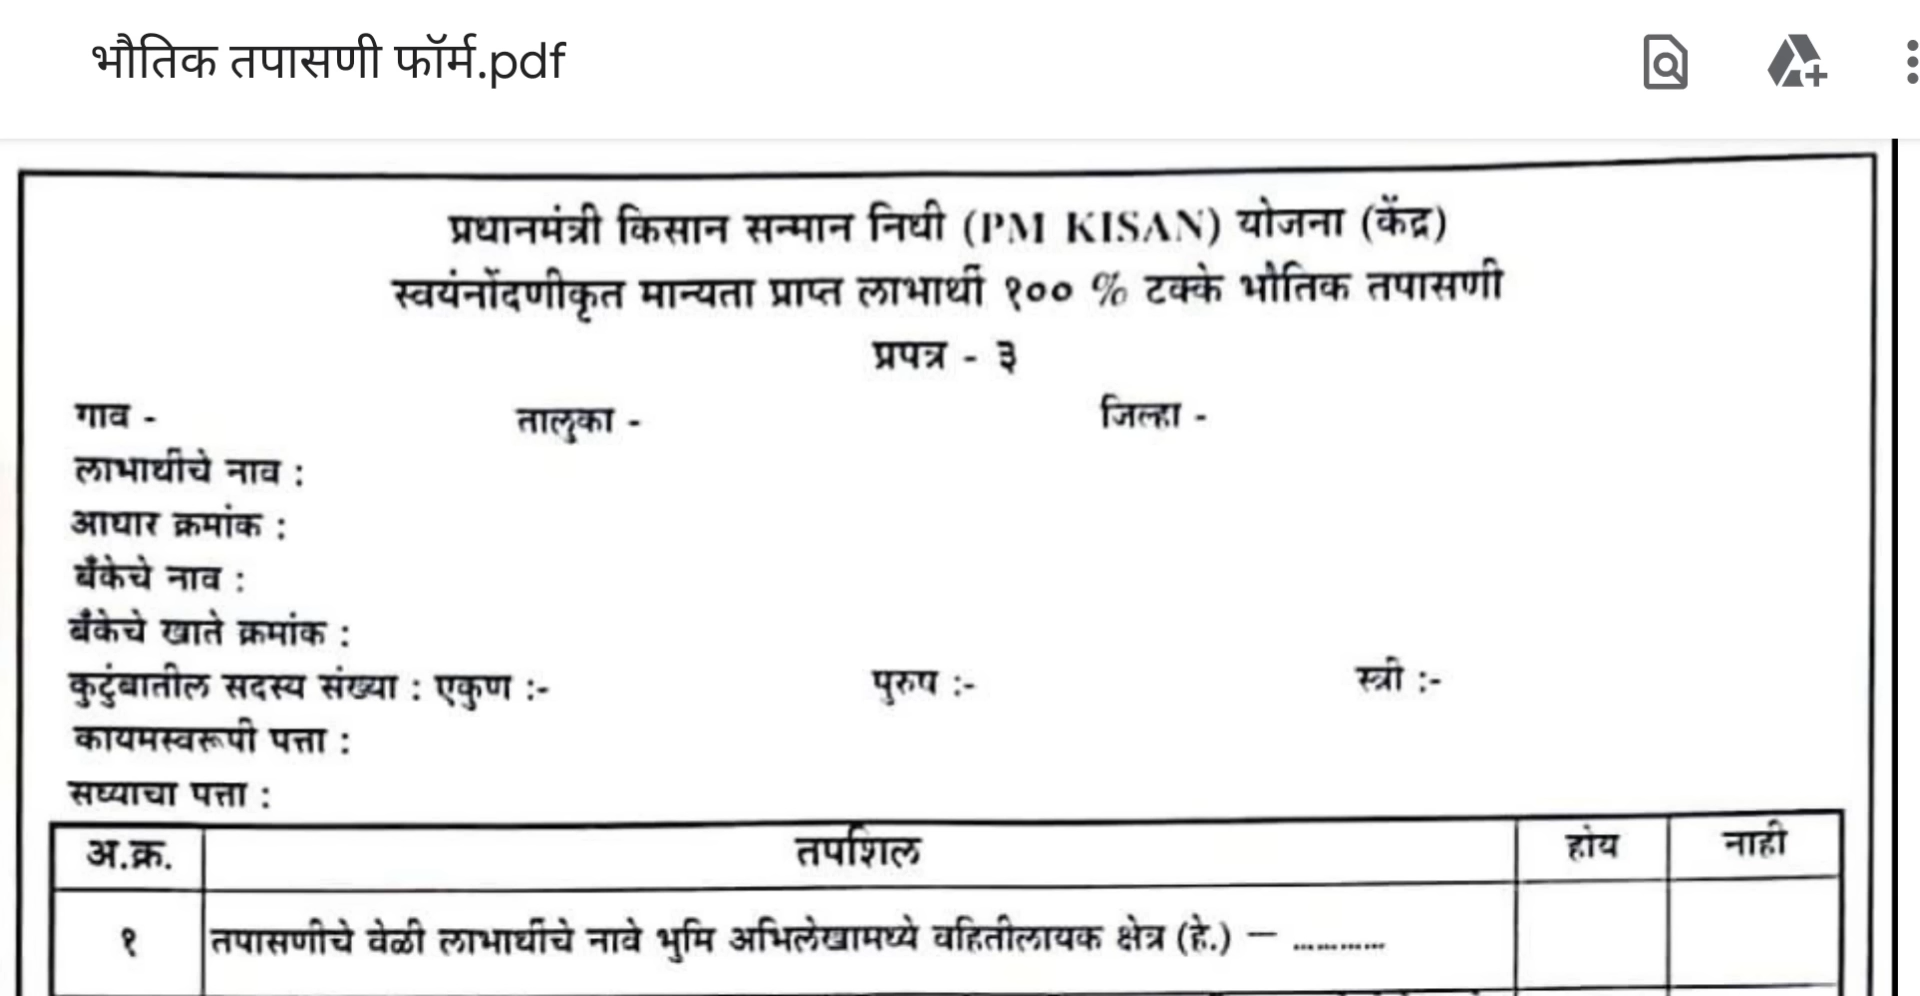 भौतिक तपासणी फॉर्म.pdf
प्रधानमंत्री किसान सन्मान निधी (PM KISAN) योजना (केंद्र)
स्वयंनोंदणीकृत मान्यता प्राप्त लाभार्थी १०० % टक्के भौतिक तपासणी
प्रपत्र - ३
गाव - तालुका - जिल्हा -
लाभार्थीचे नाव :
आधार क्रमांक :
बँकेचे नाव :
बँकेचे खाते क्रमांक :
कुटुंबातील सदस्य संख्या : एकुण :- पुरुष :- स्त्री :-
कायमस्वरूपी पत्ता :
सध्याचा पत्ता :
अ.क्र. तपशिल होय नाही
१ तपासणीचे वेळी लाभार्थीचे नावे भुमि अभिलेखामध्ये वहितीलायक क्षेत्र (हे.) – ............